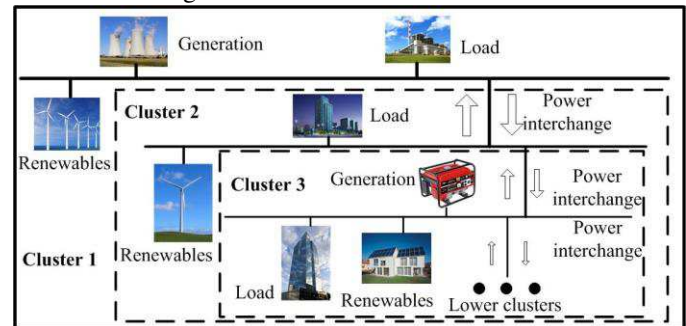 Generation
Load
Cluster 2
Load
Power
interchange
Renewables
Cluster 3
Generation
Power
interchange
Renewables
Cluster 1
Load
Renewables
Power
interchange
Lower clusters